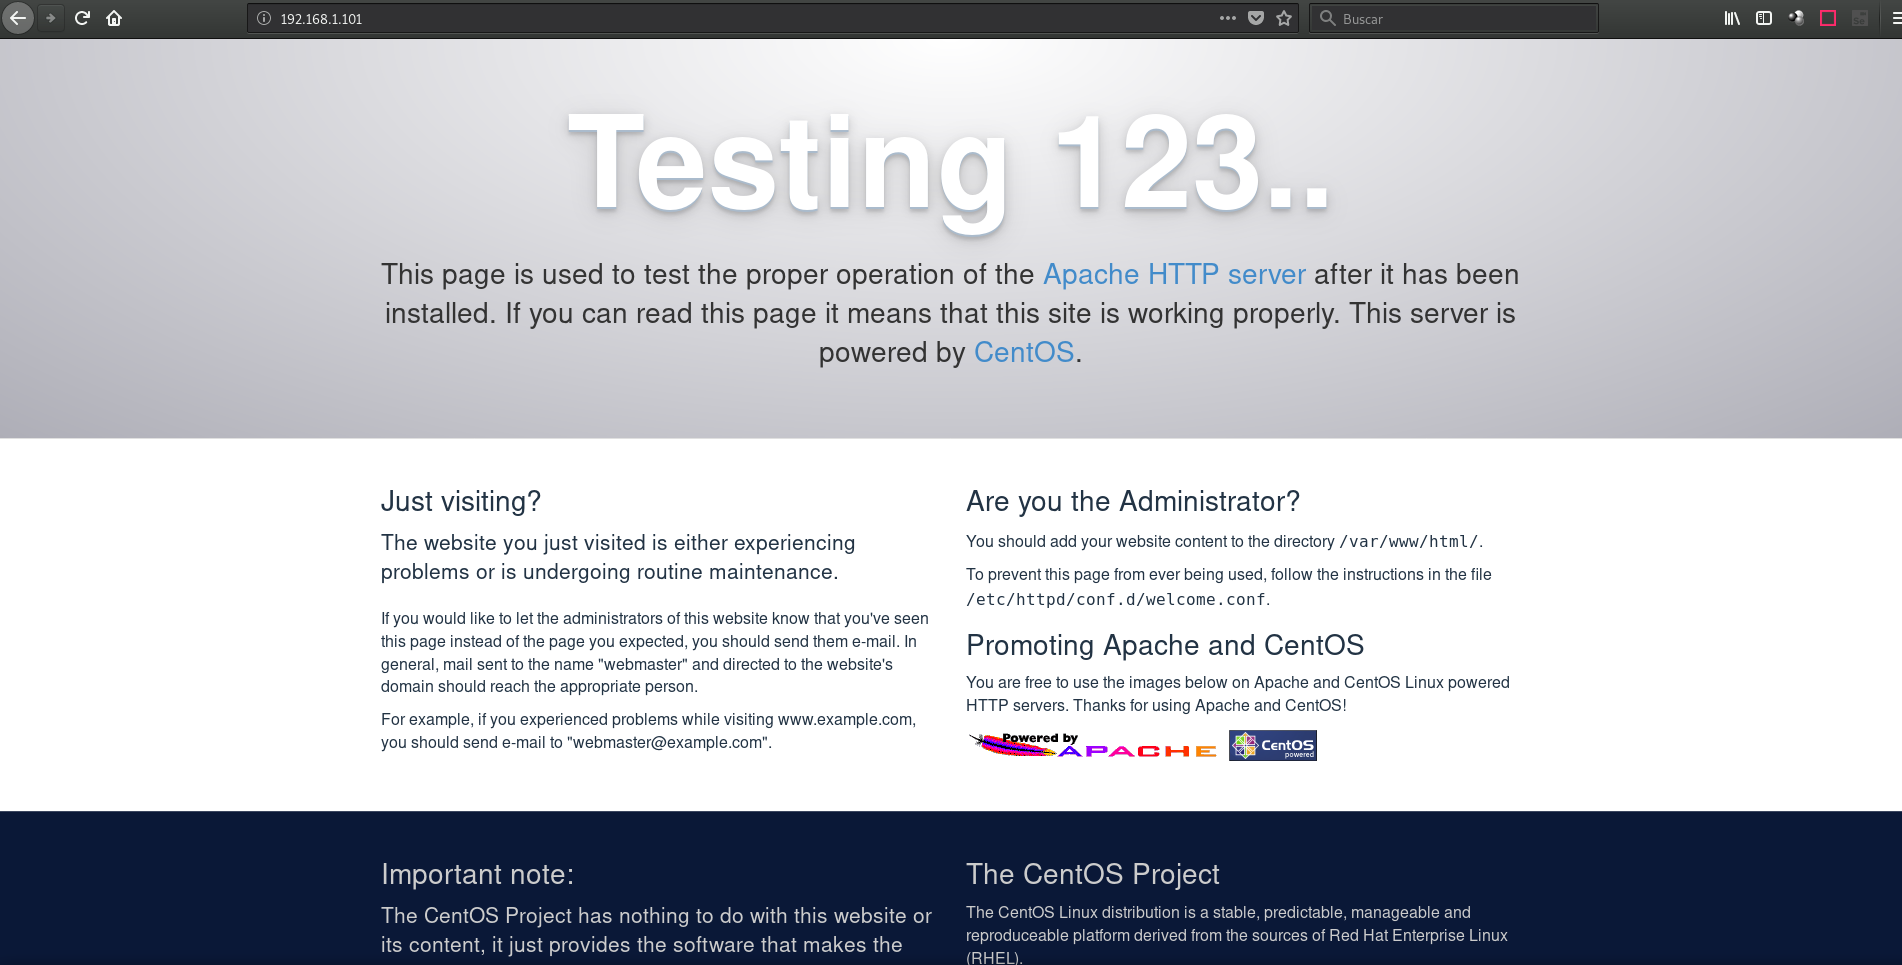 192.168.1.101
Buscar
Testing 123..
This page is used to test the proper operation of the Apache HTTP server after it has been
installed. If you can read this page it means that this site is working properly. This server is
powered by CentOS.
Just visiting?
The website you just visited is either experiencing
problems or is undergoing routine maintenance.
If you would like to let the administrators of this website know that you've seen
this page instead of the page you expected, you should send them e-mail. In
general, mail sent to the name "webmaster" and directed to the website's
domain should reach the appropriate person.
For example, if you experienced problems while visiting www.example.com,
you should send e-mail to "webmaster@example.com".
Are you the Administrator?
You should add your website content to the directory /var/www/html/.
To prevent this page from ever being used, follow the instructions in the file
/etc/httpd/conf.d/welcome.conf.
Promoting Apache and CentOS
You are free to use the images below on Apache and CentOS Linux powered
HTTP servers. Thanks for using Apache and CentOS!
Powered by
APACHE
CentOS
powered
Important note:
The CentOS Project has nothing to do with this website or
its content, it just provides the software that makes the
The CentOS Project
The CentOS Linux distribution is a stable, predictable, manageable and
reproduceable platform derived from the sources of Red Hat Enterprise Linux
(RHEL).